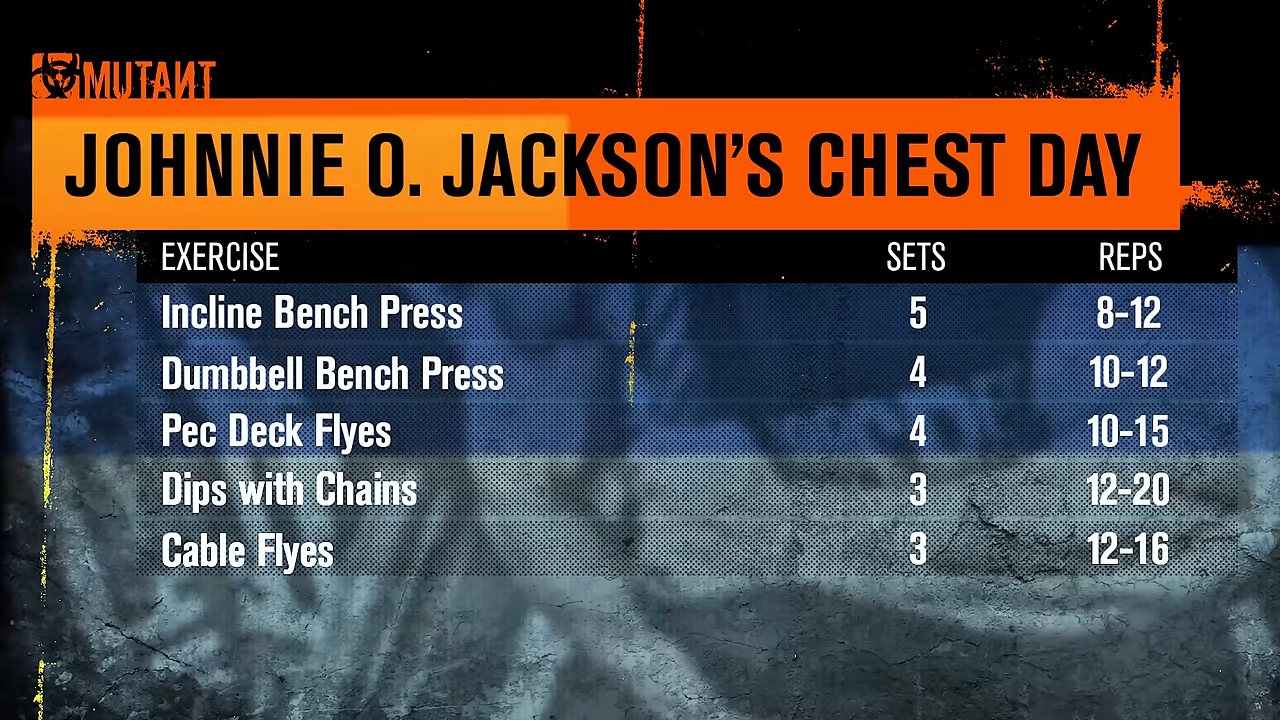 MUTANT
JOHNNIE O. JACKSON'S CHEST DAY
EXERCISE SETS REPS
Incline Bench Press 5 8-12
Dumbbell Bench Press 4 10-12
Pec Deck Flyes 4 10-15
Dips with Chains 3 12-20
Cable Flyes 3 12-16